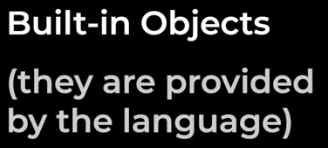 Built-in Objects
(they are provided
by the language)